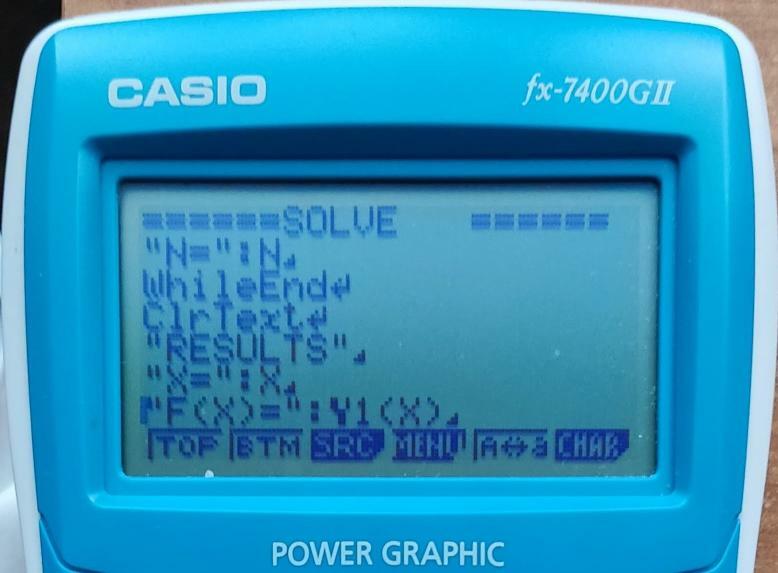 CASIO fx-7400GII
======SOLVE ======
"N=":N◢
WhileEnd↵
ClrText↵
"RESULTS"◢
"X=":X◢
"F(X)=":Y1(X)◢
TOP BTM SRC MENU A↔a CHAR
POWER GRAPHIC